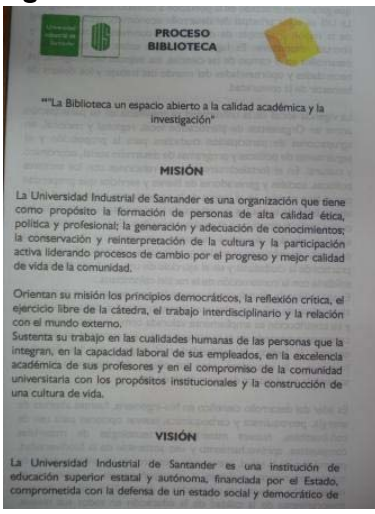 Universidad
Industrial de
Santander
UIS
PROCESO
BIBLIOTECA
"“La Biblioteca un espacio abierto a la calidad académica y la
investigación”
MISIÓN
La Universidad Industrial de Santander es una organización que tiene
como propósito la formación de personas de alta calidad ética,
política y profesional; la generación y adecuación de conocimientos;
la conservación y reinterpretación de la cultura y la participación
activa liderando procesos de cambio por el progreso y mejor calidad
de vida de la comunidad.
Orientan su misión los principios democráticos, la reflexión crítica, el
ejercicio libre de la cátedra, el trabajo interdisciplinario y la relación
con el mundo externo.
Sustenta su trabajo en las cualidades humanas de las personas que la
integran, en la capacidad laboral de sus empleados, en la excelencia
académica de sus profesores y en el compromiso de la comunidad
universitaria con los propósitos institucionales y la construcción de
una cultura de vida.
VISIÓN
La Universidad Industrial de Santander es una institución de
educación superior estatal y autónoma, financiada por el Estado,
comprometida con la defensa de un estado social y democrático de